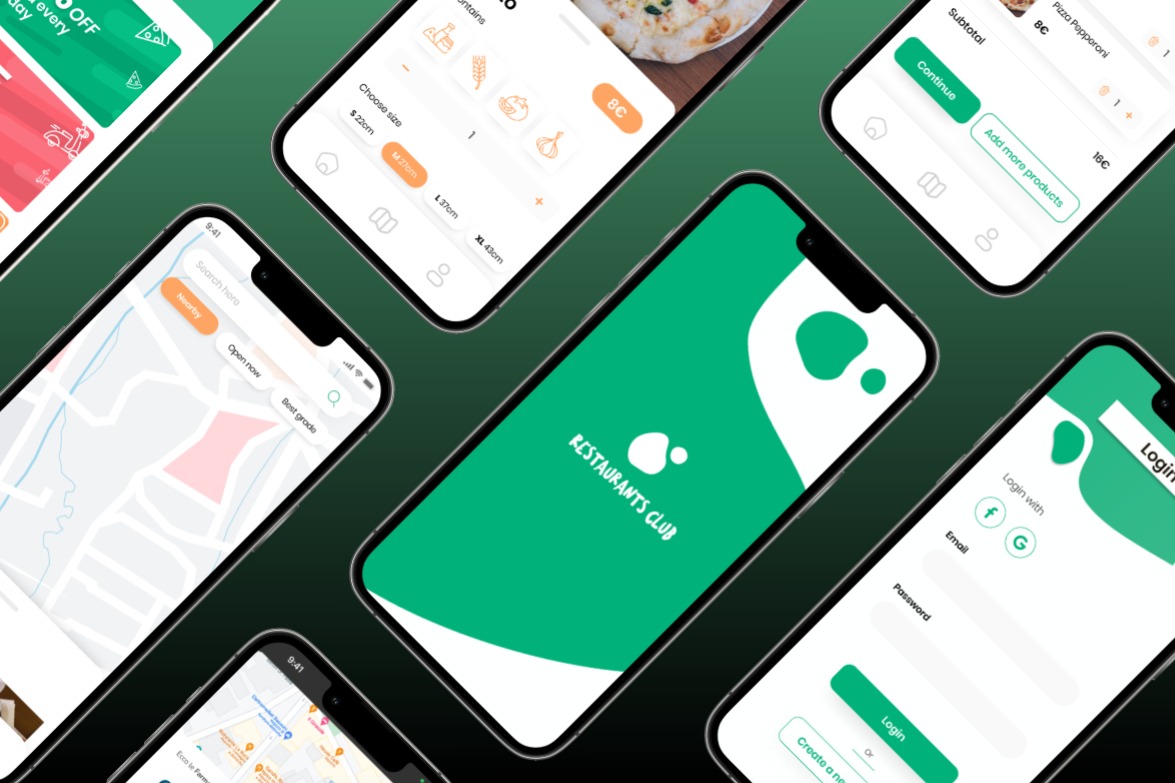 OFF
every
day
ontains
8€
Choose size
1
S 22cm
M 27cm
L 37cm
XL 43cm
Pizza Pepperoni
8€
1
1
Subtotal
16€
Continue
Add more products
9:41
Search here
Nearby
Open now
Best grade
RESTAURANTS CLUB
Login
Login with
Email
Password
Login
Or
Create a ne
9:41
Ecco le Farm